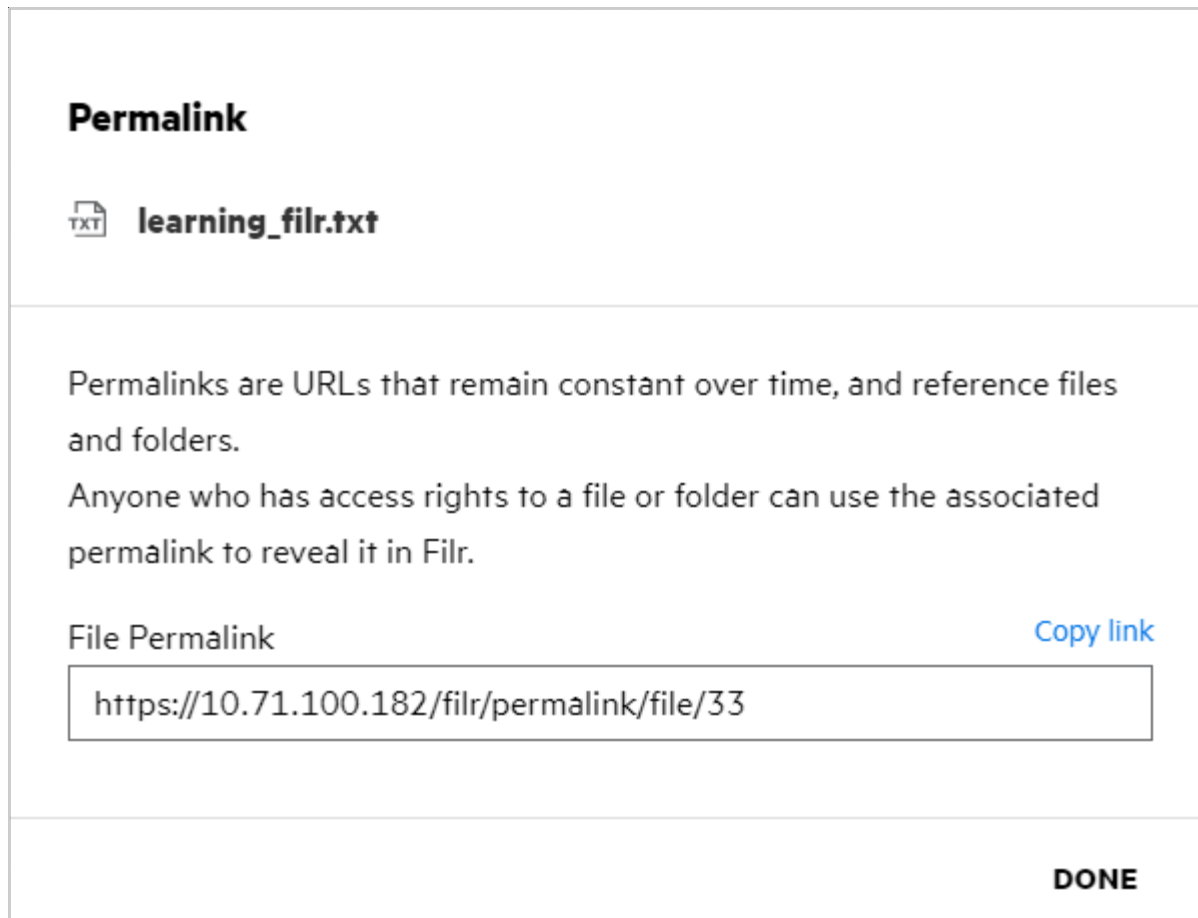 Permalink
TXT
learning_filr.txt
Permalinks are URLs that remain constant over time, and reference files
and folders.
Anyone who has access rights to a file or folder can use the associated
permalink to reveal it in Filr.
File Permalink
Copy link
https://10.71.100.182/filr/permalink/file/33
DONE